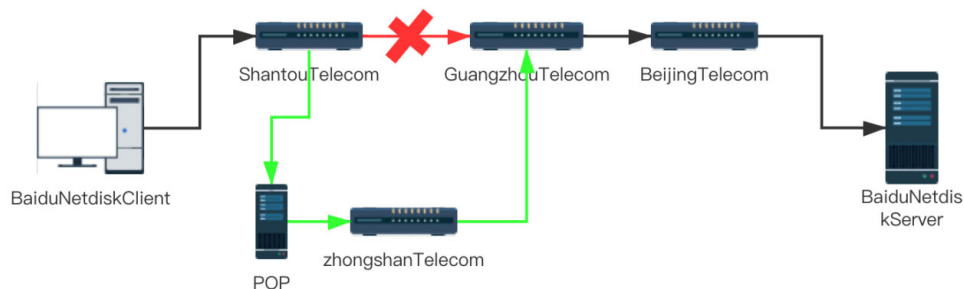 ShantouTelecom
GuangzhouTelecom
BeijingTelecom
BaiduNetdiskClient
BaiduNetdis
kServer
zhongshanTelecom
POP